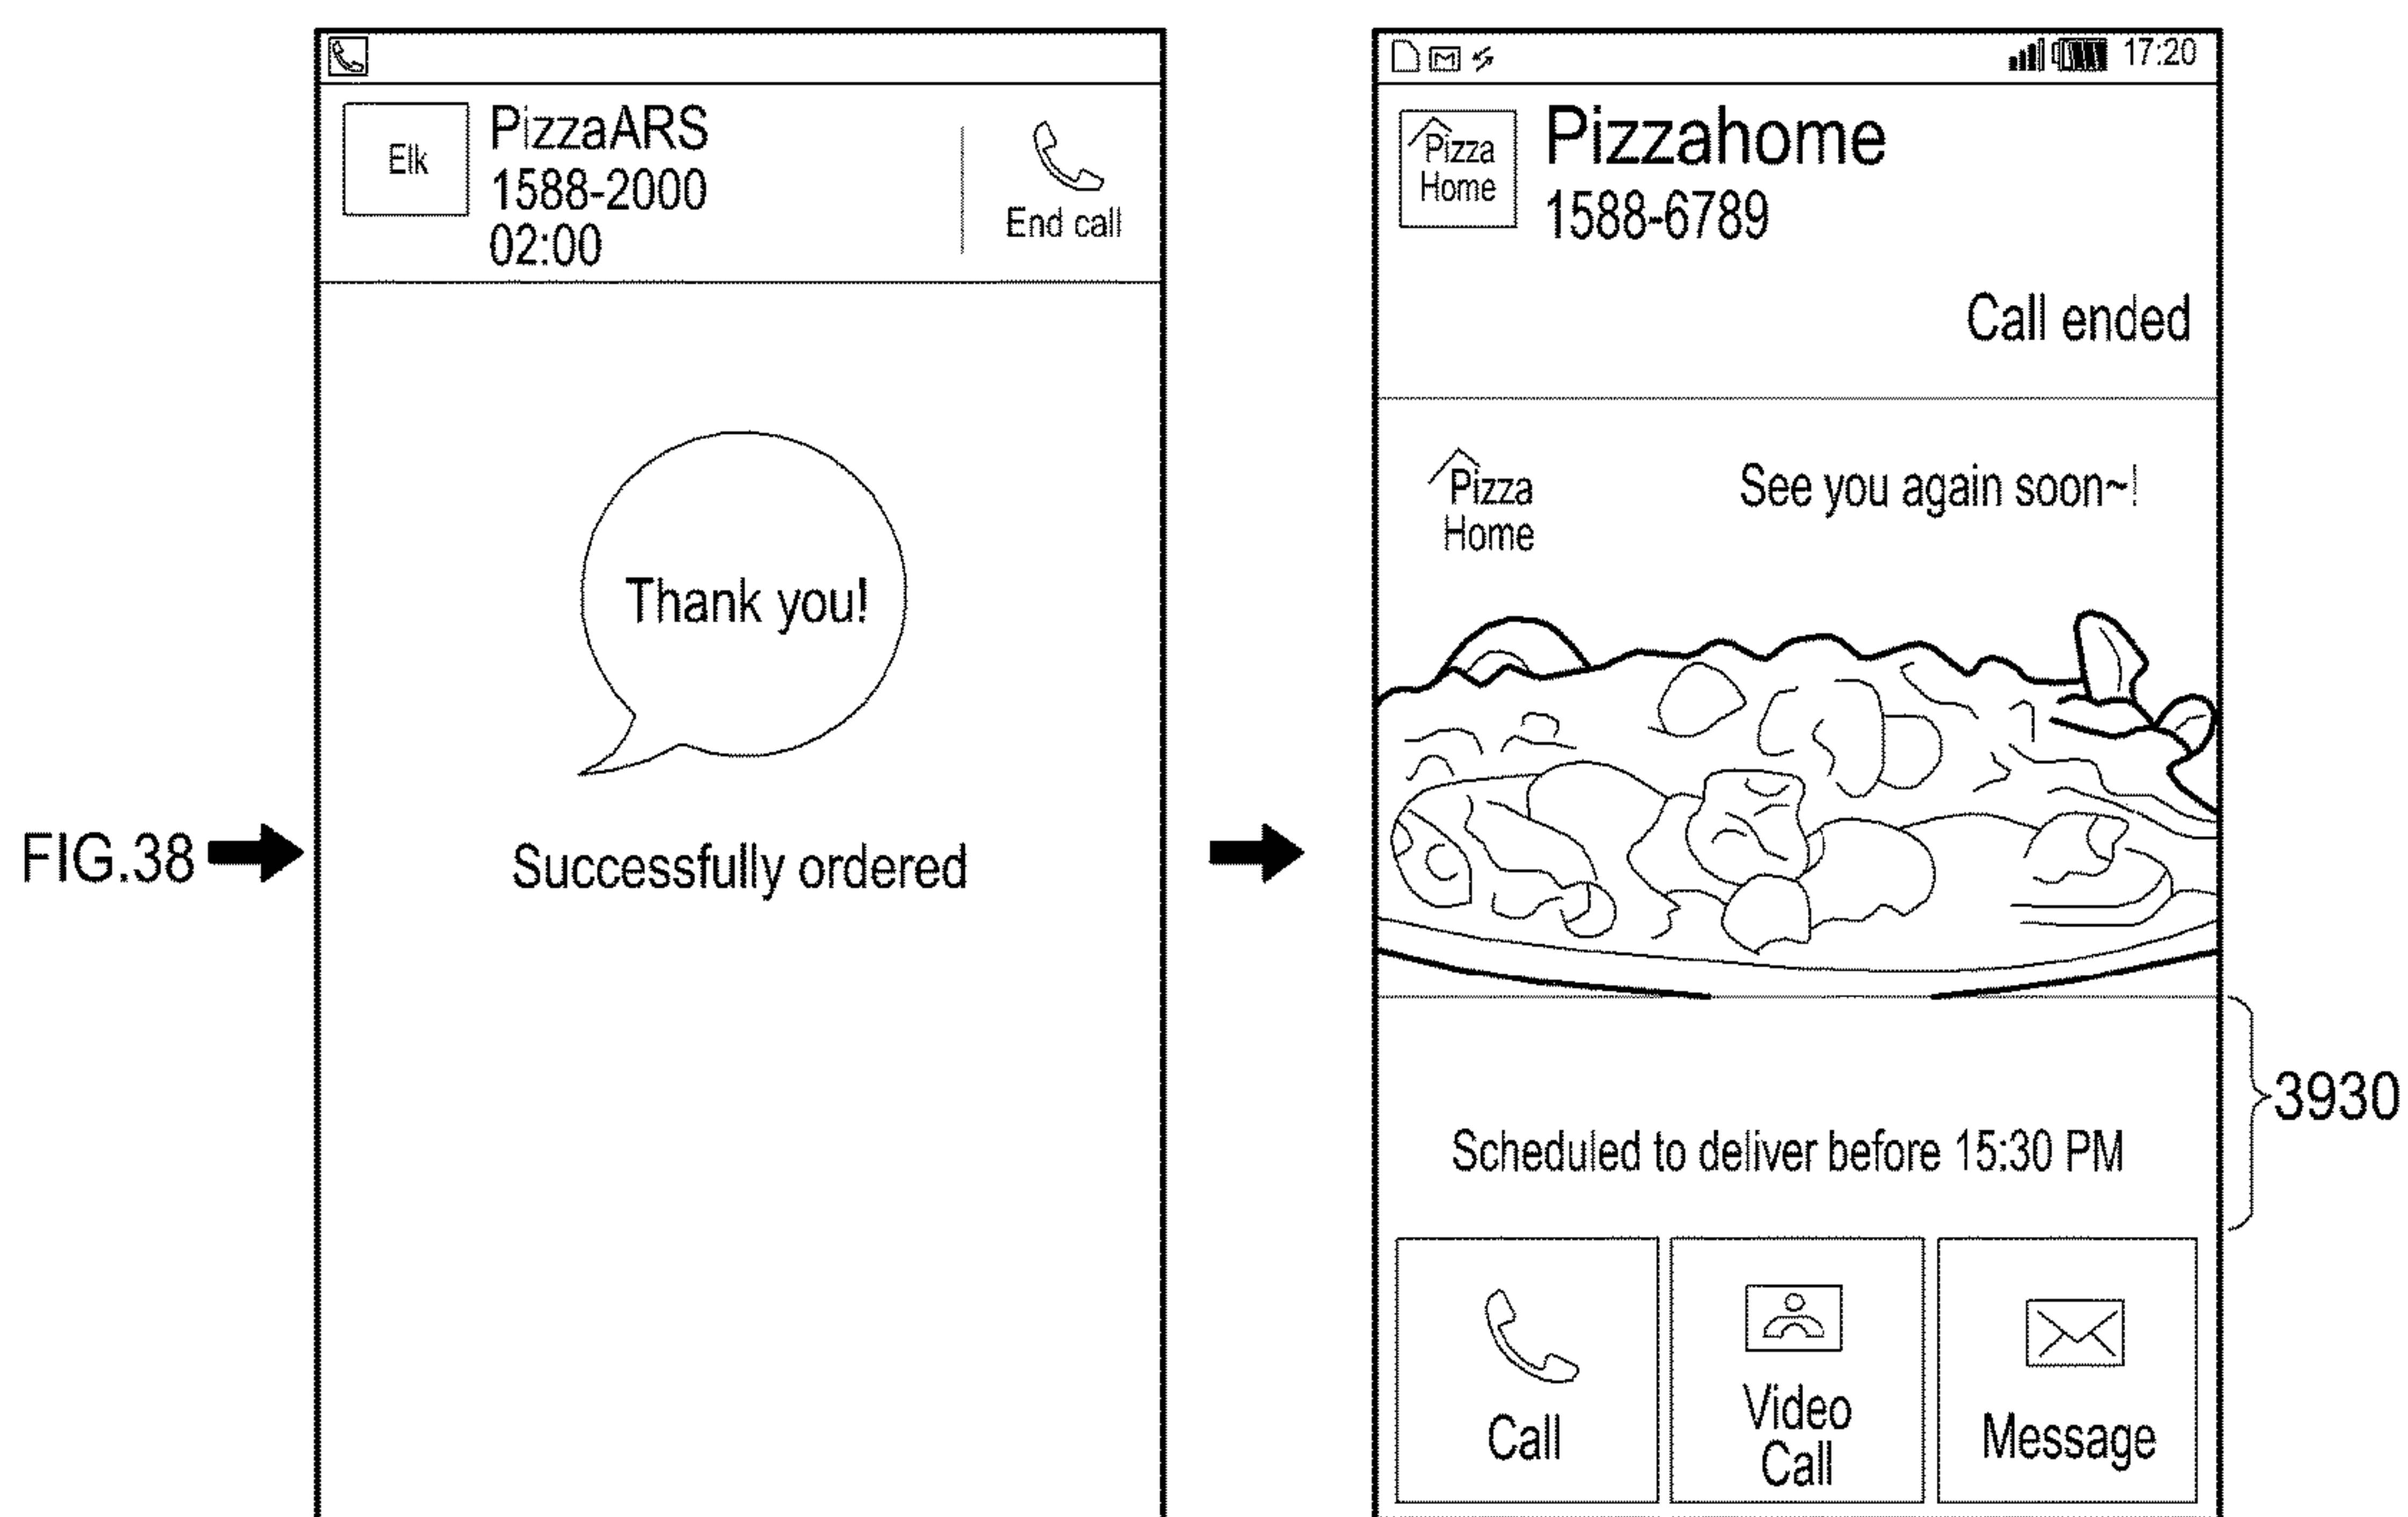 FIG.38
Elk
PizzaARS
1588-2000
02:00
End call
Thank you!
Successfully ordered
17:20
Pizza
Home
Pizzahome
1588-6789
Call ended
Pizza
Home
See you again soon~!
3930
Scheduled to deliver before 15:30 PM
Call
Video
Call
Message